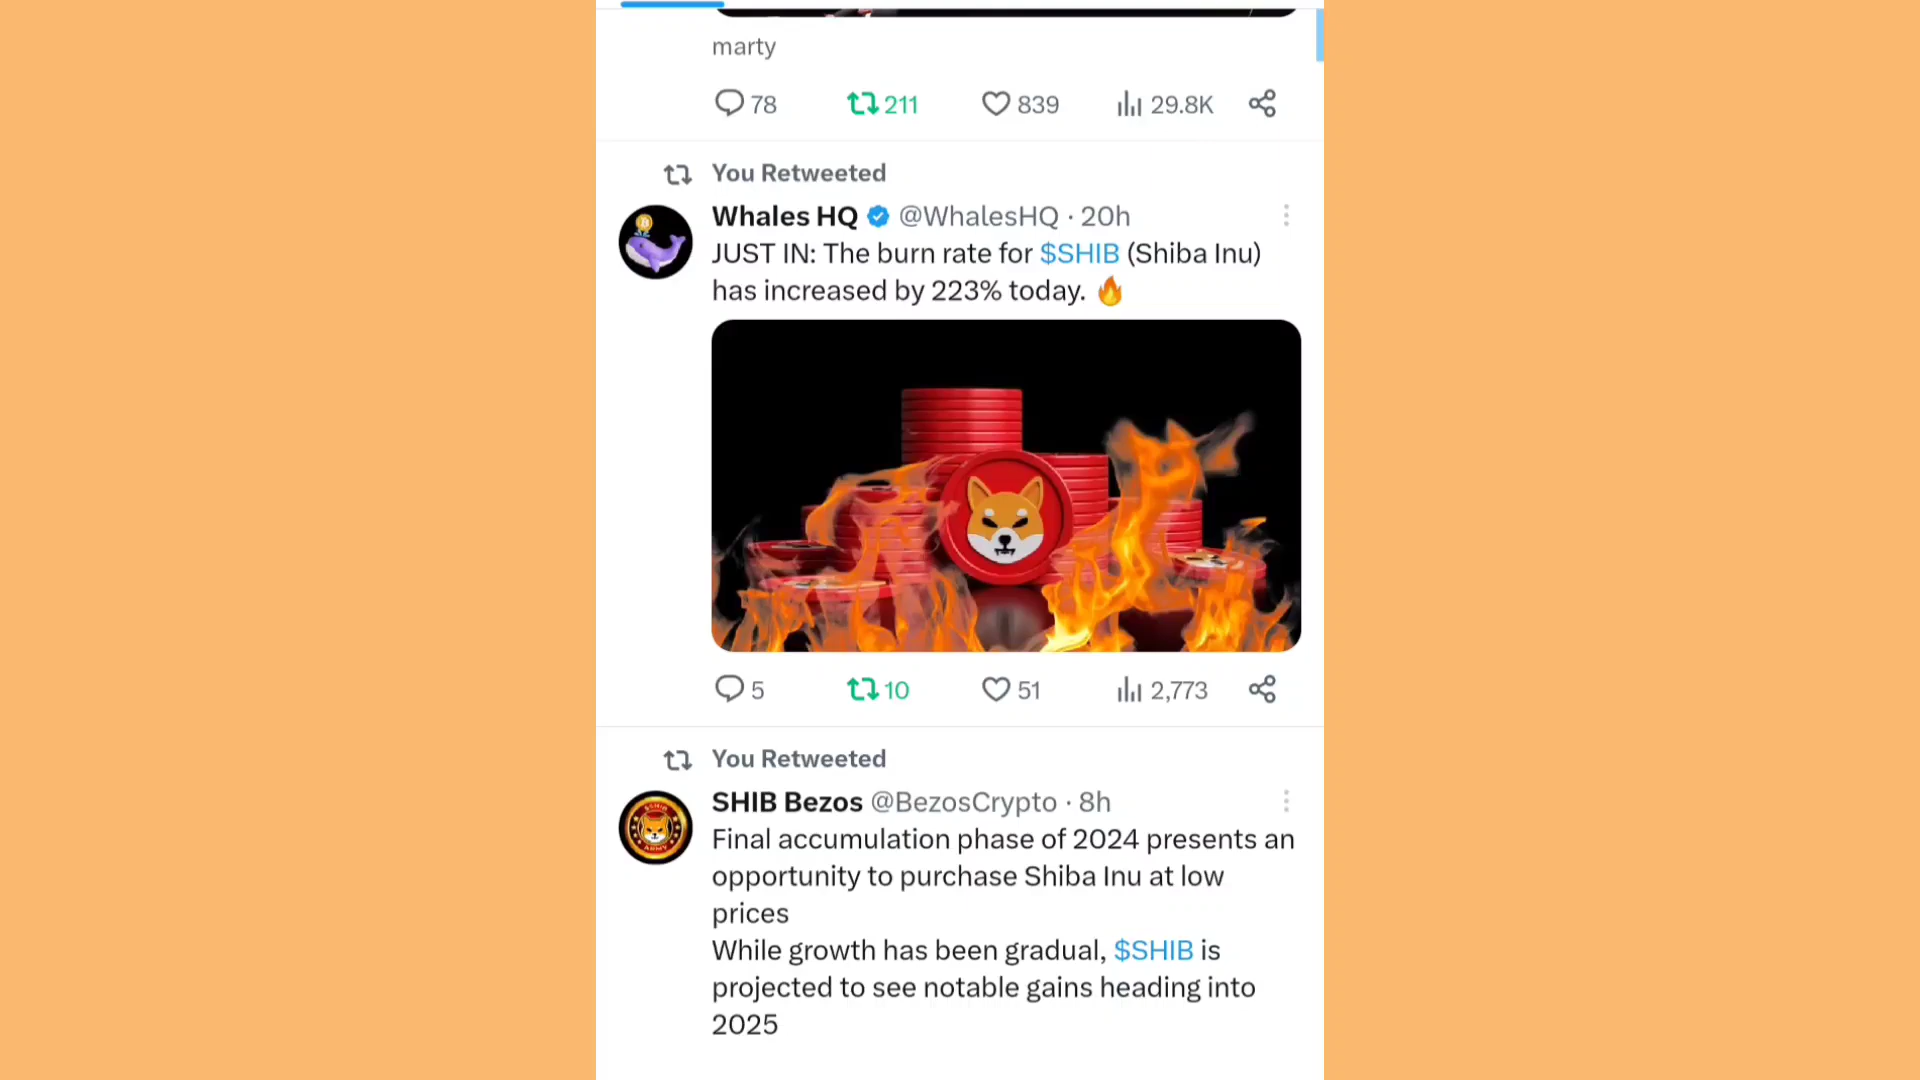 marty
78 211 839 29.8K
You Retweeted
Whales HQ @WhalesHQ · 20h
JUST IN: The burn rate for $SHIB (Shiba Inu)
has increased by 223% today. 🔥
5 10 51 2,773
You Retweeted
SHIB Bezos @BezosCrypto · 8h
$SHIB
ARMY
Final accumulation phase of 2024 presents an
opportunity to purchase Shiba Inu at low
prices
While growth has been gradual, $SHIB is
projected to see notable gains heading into
2025